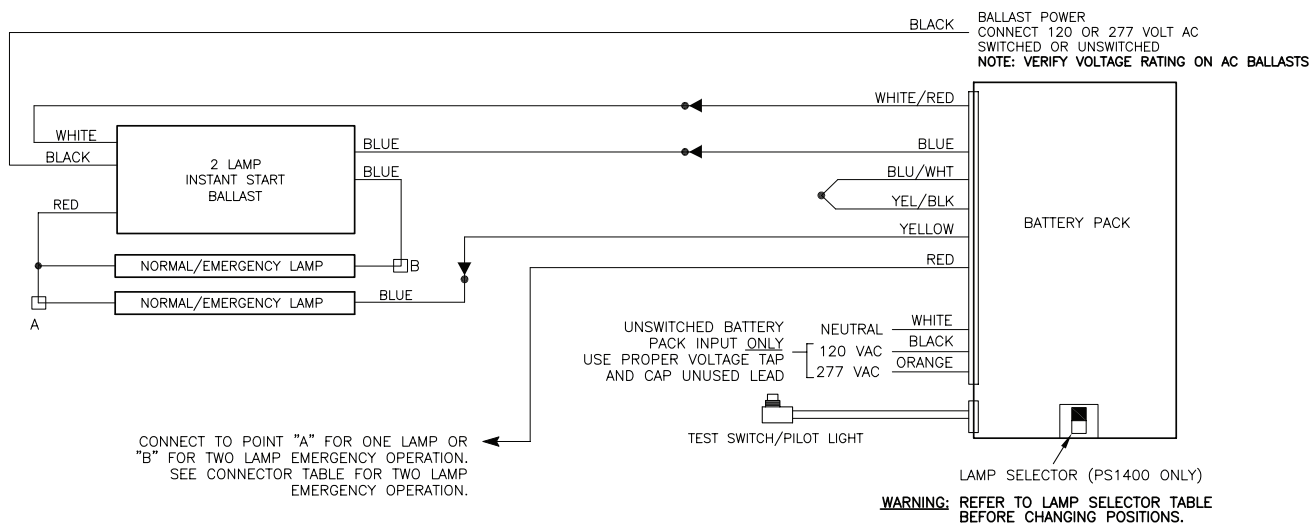 BLACK
BALLAST POWER
CONNECT 120 OR 277 VOLT AC
SWITCHED OR UNSWITCHED
NOTE: VERIFY VOLTAGE RATING ON AC BALLASTS
WHITE/RED
WHITE
BLACK
RED
2 LAMP
INSTANT START
BALLAST
BLUE
BLUE
BLUE
BLU/WHT
YEL/BLK
YELLOW
RED
BATTERY PACK
NORMAL/EMERGENCY LAMP
B
NORMAL/EMERGENCY LAMP
BLUE
A
UNSWITCHED BATTERY
PACK INPUT ONLY
USE PROPER VOLTAGE TAP
AND CAP UNUSED LEAD
NEUTRAL
120 VAC
277 VAC
WHITE
BLACK
ORANGE
TEST SWITCH/PILOT LIGHT
CONNECT TO POINT "A" FOR ONE LAMP OR
"B" FOR TWO LAMP EMERGENCY OPERATION.
SEE CONNECTOR TABLE FOR TWO LAMP
EMERGENCY OPERATION.
LAMP SELECTOR (PS1400 ONLY)
WARNING: REFER TO LAMP SELECTOR TABLE
BEFORE CHANGING POSITIONS.